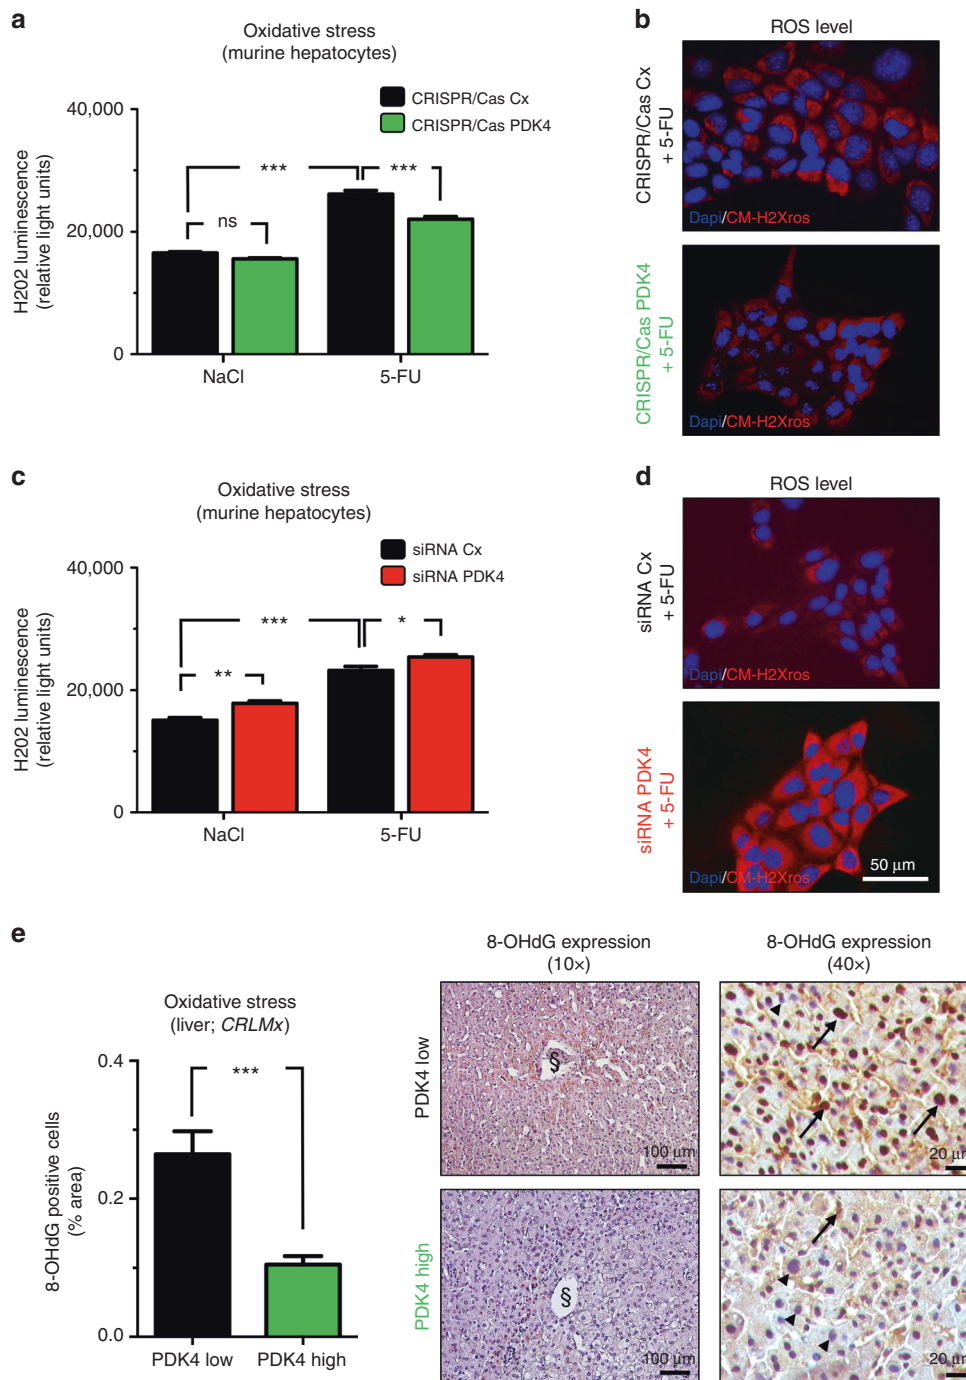 a
Oxidative stress
(murine hepatocytes)
CRISPR/Cas Cx
CRISPR/Cas PDK4
40,000
20,000
0
H202 luminescence
(relative light units)
***
***
ns
NaCl
5-FU
b
ROS level
CRISPR/Cas Cx
+ 5-FU
Dapi/CM-H2Xros
CRISPR/Cas PDK4
+ 5-FU
Dapi/CM-H2Xros
c
Oxidative stress
(murine hepatocytes)
siRNA Cx
siRNA PDK4
40,000
20,000
0
H202 luminescence
(relative light units)
***
*
**
NaCl
5-FU
d
ROS level
siRNA Cx
+ 5-FU
Dapi/CM-H2Xros
siRNA PDK4
+ 5-FU
Dapi/CM-H2Xros
50 μm
e
Oxidative stress
(liver; CRLMx)
0.4
0.2
0.0
8-OHdG positive cells
(% area)
***
PDK4 low
PDK4 high
8-OHdG expression
(10×)
8-OHdG expression
(40×)
PDK4 low
§
100 μm
20 μm
PDK4 high
§
100 μm
20 μm